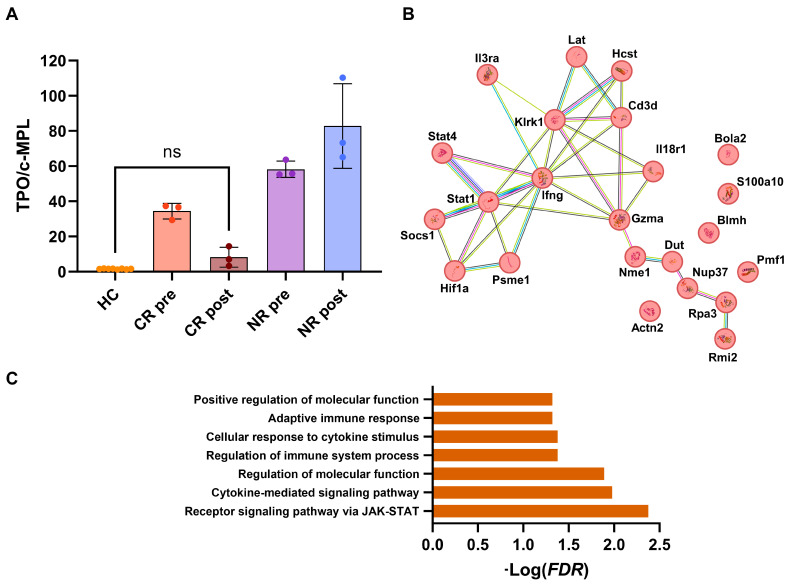 A
TPO/c-MPL
120
100
80
60
40
20
0
ns
HC
CR pre
CR post
NR pre
NR post
B
Lat
Il3ra
Hcst
Klrk1
Cd3d
Stat4
Il18r1
Bola2
Ifng
S100a10
Stat1
Gzma
Blmh
Socs1
Dut
Pmf1
Nme1
Nup37
Hif1a
Psme1
Rpa3
Actn2
Rmi2
C
Positive regulation of molecular function
Adaptive immune response
Cellular response to cytokine stimulus
Regulation of immune system process
Regulation of molecular function
Cytokine-mediated signaling pathway
Receptor signaling pathway via JAK-STAT
0.0 0.5 1.0 1.5 2.0 2.5
-Log(FDR)